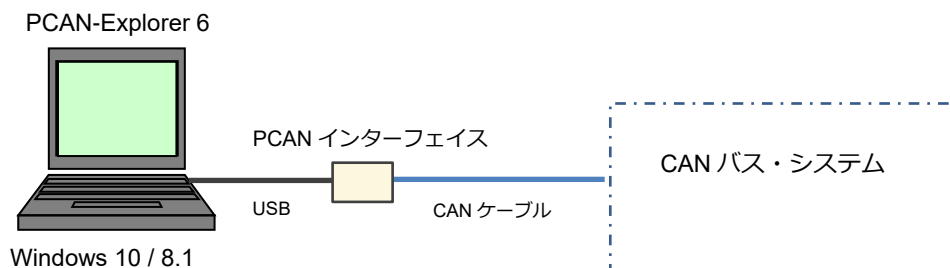 PCAN-Explorer 6
PCAN インターフェイス
CAN バス・システム
USB
CAN ケーブル
Windows 10 / 8.1